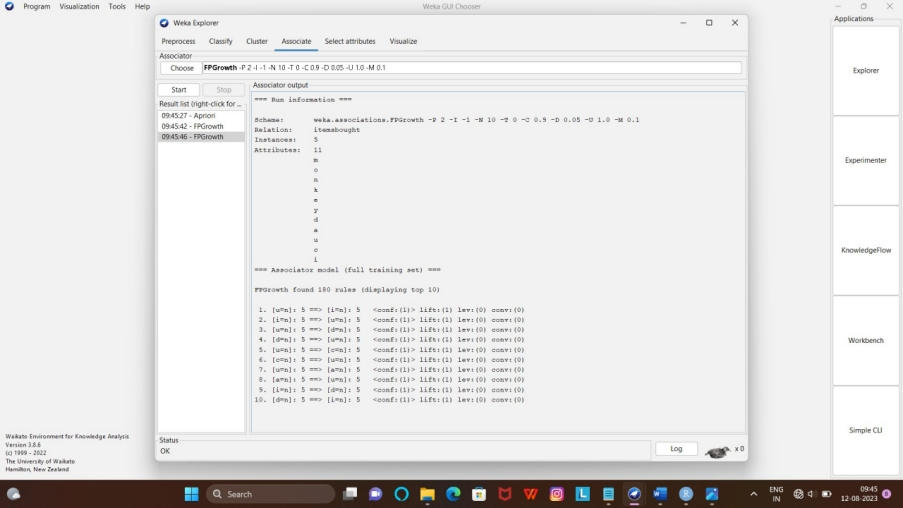 Program Visualization Tools Help
Weka GUI Chooser
Weka Explorer
Preprocess Classify Cluster Associate Select attributes Visualize
Associator
Choose FPGrowth -P 2 -I -1 -N 10 -T 0 -C 0.9 -D 0.05 -U 1.0 -M 0.1
Start Stop
Result list (right-click for ...
09:45:27 - Apriori
09:45:42 - FPGrowth
09:45:46 - FPGrowth
Associator output
=== Run information ===
Scheme: weka.associations.FPGrowth -P 2 -I -1 -N 10 -T 0 -C 0.9 -D 0.05 -U 1.0 -M 0.1
Relation: itemsbought
Instances: 5
Attributes: 11
m
o
n
k
e
y
d
a
u
c
i
=== Associator model (full training set) ===
FPGrowth found 180 rules (displaying top 10)
1. [u=n]: 5 ==> [i=n]: 5 <conf:(1)> lift:(1) lev:(0) conv:(0)
2. [i=n]: 5 ==> [u=n]: 5 <conf:(1)> lift:(1) lev:(0) conv:(0)
3. [u=n]: 5 ==> [d=n]: 5 <conf:(1)> lift:(1) lev:(0) conv:(0)
4. [d=n]: 5 ==> [u=n]: 5 <conf:(1)> lift:(1) lev:(0) conv:(0)
5. [u=n]: 5 ==> [c=n]: 5 <conf:(1)> lift:(1) lev:(0) conv:(0)
6. [c=n]: 5 ==> [u=n]: 5 <conf:(1)> lift:(1) lev:(0) conv:(0)
7. [u=n]: 5 ==> [a=n]: 5 <conf:(1)> lift:(1) lev:(0) conv:(0)
8. [a=n]: 5 ==> [u=n]: 5 <conf:(1)> lift:(1) lev:(0) conv:(0)
9. [i=n]: 5 ==> [d=n]: 5 <conf:(1)> lift:(1) lev:(0) conv:(0)
10. [d=n]: 5 ==> [i=n]: 5 <conf:(1)> lift:(1) lev:(0) conv:(0)
Status
OK
Log
x 0
Applications
Explorer
Experimenter
KnowledgeFlow
Workbench
Simple CLI
Waikato Environment for Knowledge Analysis
Version 3.8.6
(c) 1999 - 2022
The University of Waikato
Hamilton, New Zealand
Search
ENG
IN
09:45
12-08-2023